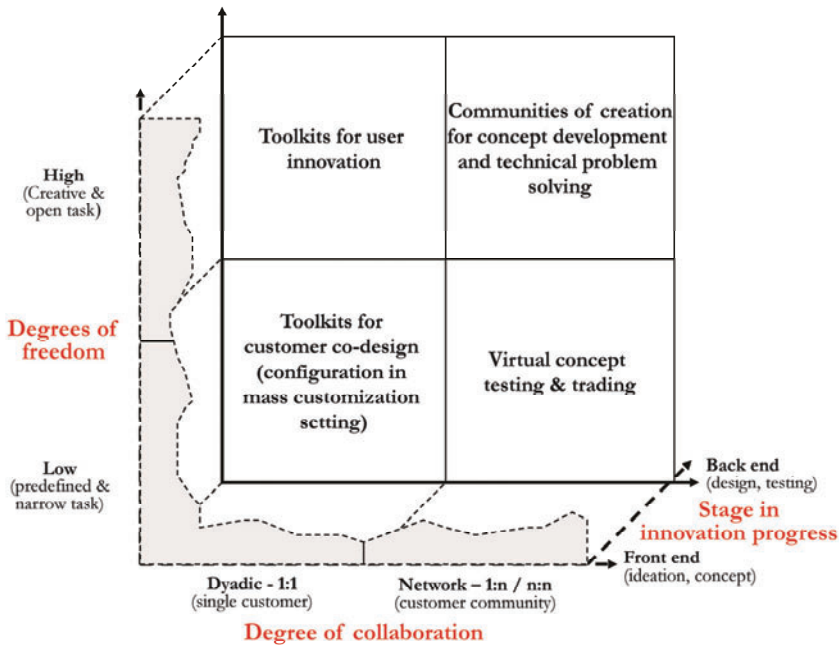 Toolkits for user
innovation
Communities of creation
for concept development
and technical problem
solving
High
(Creative &
open task)
Degrees of
freedom
Toolkits for
customer co-design
(configuration in
mass customization
setting)
Virtual concept
testing & trading
Low
(predefined &
narrow task)
Back end
(design, testing)
Stage in
innovation progress
Front end
(ideation, concept)
Dyadic - 1:1
(single customer)
Network – 1:n / n:n
(customer community)
Degree of collaboration